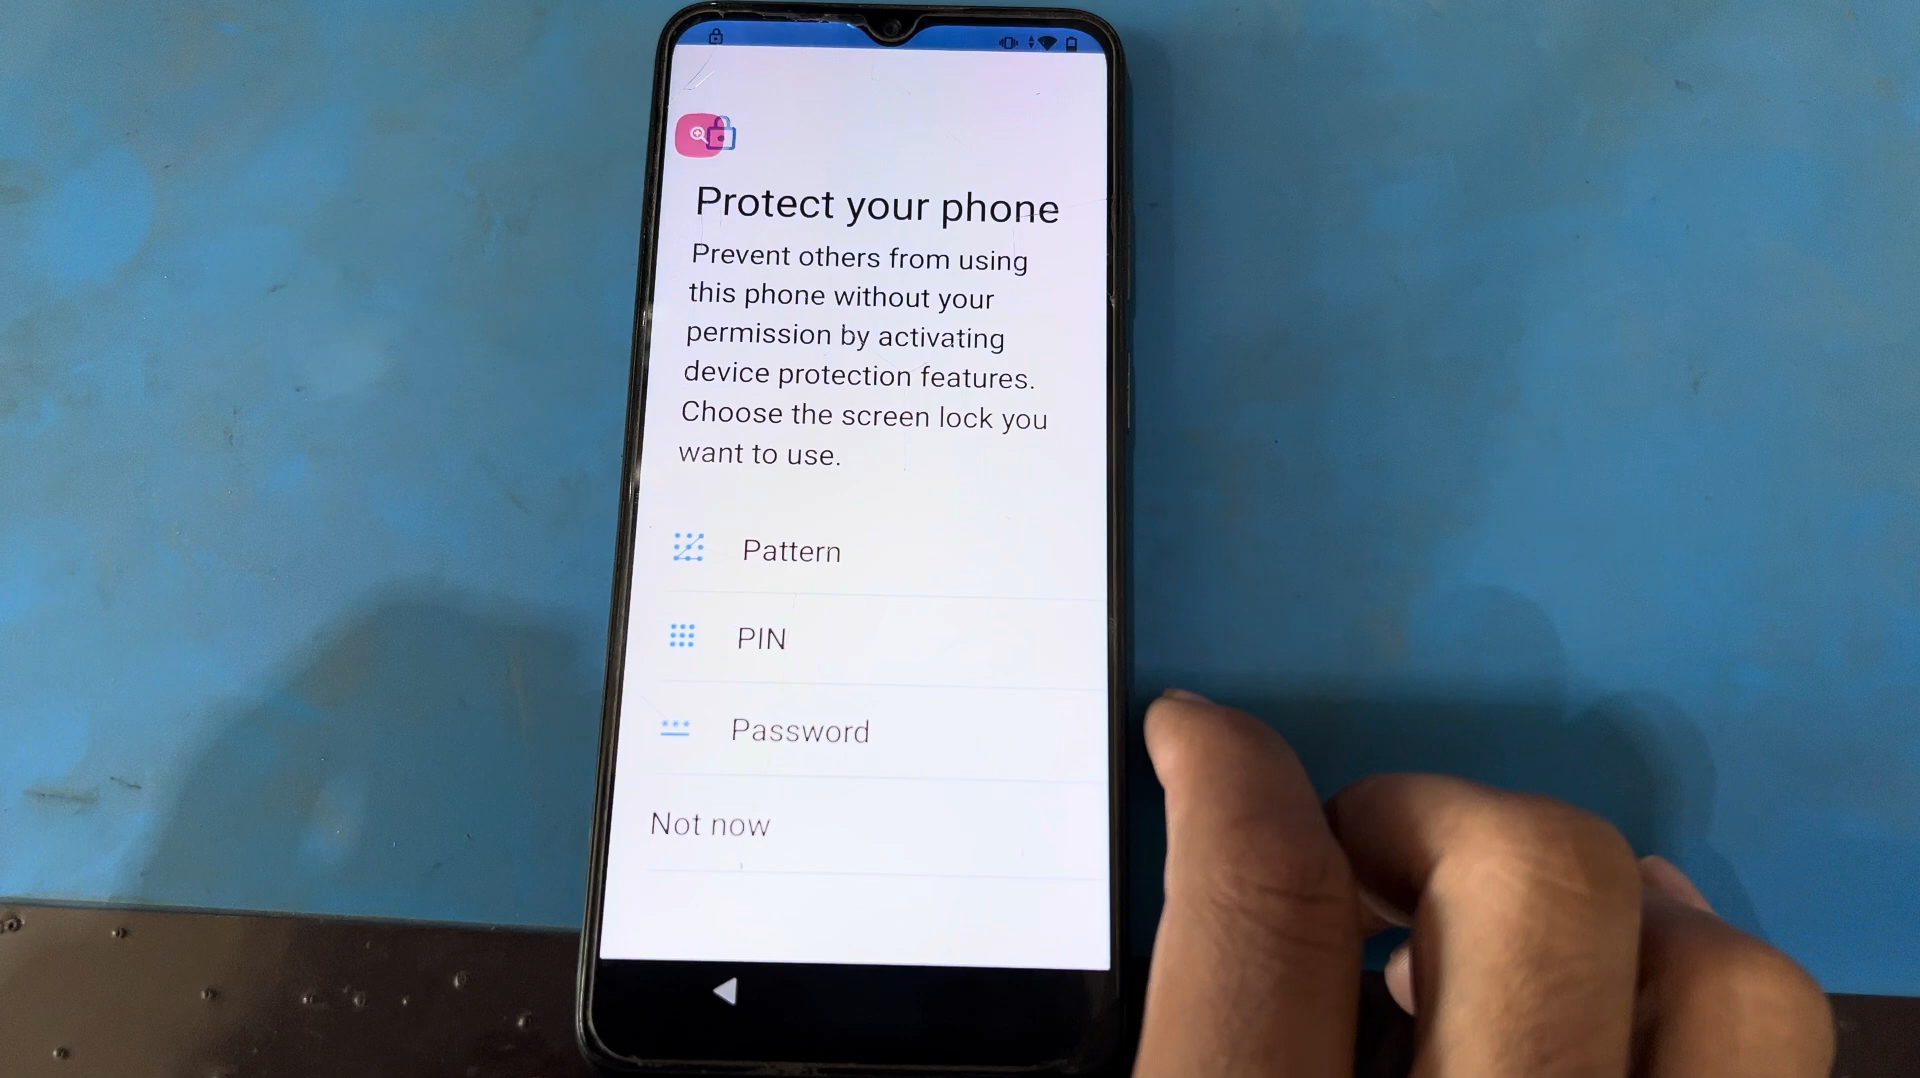 Protect your phone
Prevent others from using
this phone without your
permission by activating
device protection features.
Choose the screen lock you
want to use.
Pattern
PIN
Password
Not now